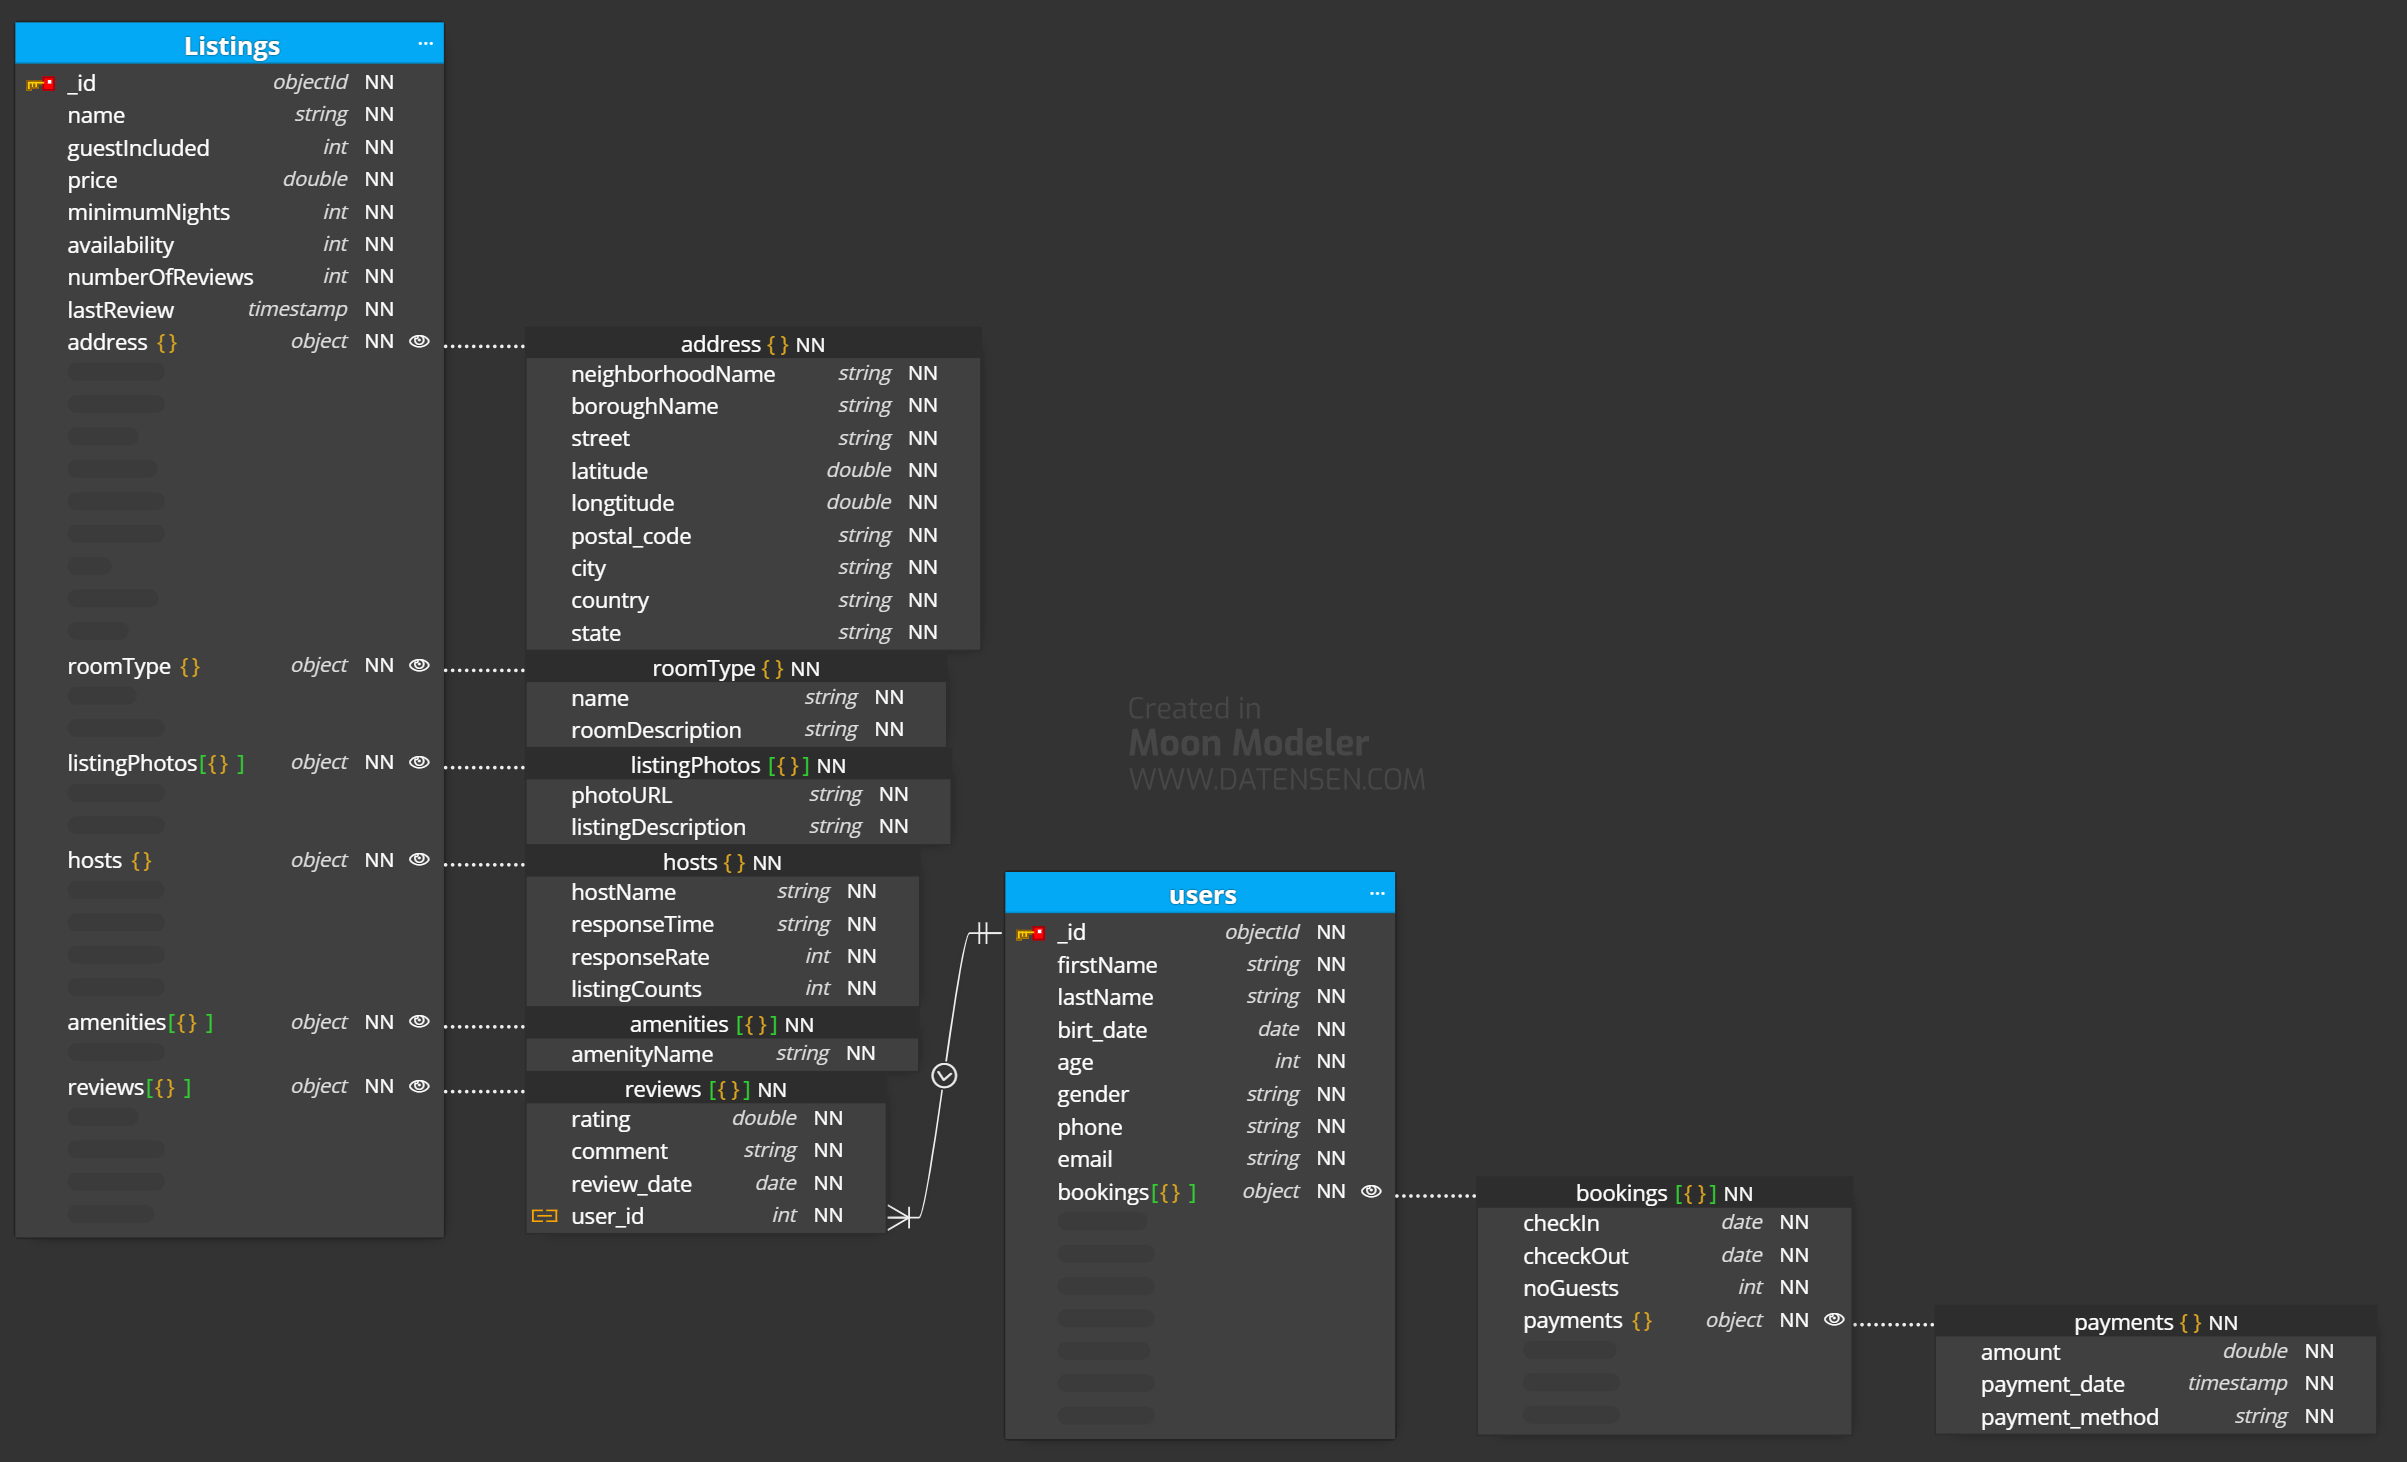 Listings ...
_id objectId NN
name string NN
guestIncluded int NN
price double NN
minimumNights int NN
availability int NN
numberOfReviews int NN
lastReview timestamp NN
address {} object NN
roomType {} object NN
listingPhotos[{} ] object NN
hosts {} object NN
amenities[{} ] object NN
reviews[{} ] object NN
address { } NN
neighborhoodName string NN
boroughName string NN
street string NN
latitude double NN
longtitude double NN
postal_code string NN
city string NN
country string NN
state string NN
roomType { } NN
name string NN
roomDescription string NN
listingPhotos [{ }] NN
photoURL string NN
listingDescription string NN
hosts { } NN
hostName string NN
responseTime string NN
responseRate int NN
listingCounts int NN
amenities [{ }] NN
amenityName string NN
reviews [{ }] NN
rating double NN
comment string NN
review_date date NN
user_id int NN
Created in
Moon Modeler
WWW.DATENSEN.COM
users ...
_id objectId NN
firstName string NN
lastName string NN
birt_date date NN
age int NN
gender string NN
phone string NN
email string NN
bookings[{} ] object NN
bookings [{ }] NN
checkIn date NN
chceckOut date NN
noGuests int NN
payments {} object NN
payments { } NN
amount double NN
payment_date timestamp NN
payment_method string NN